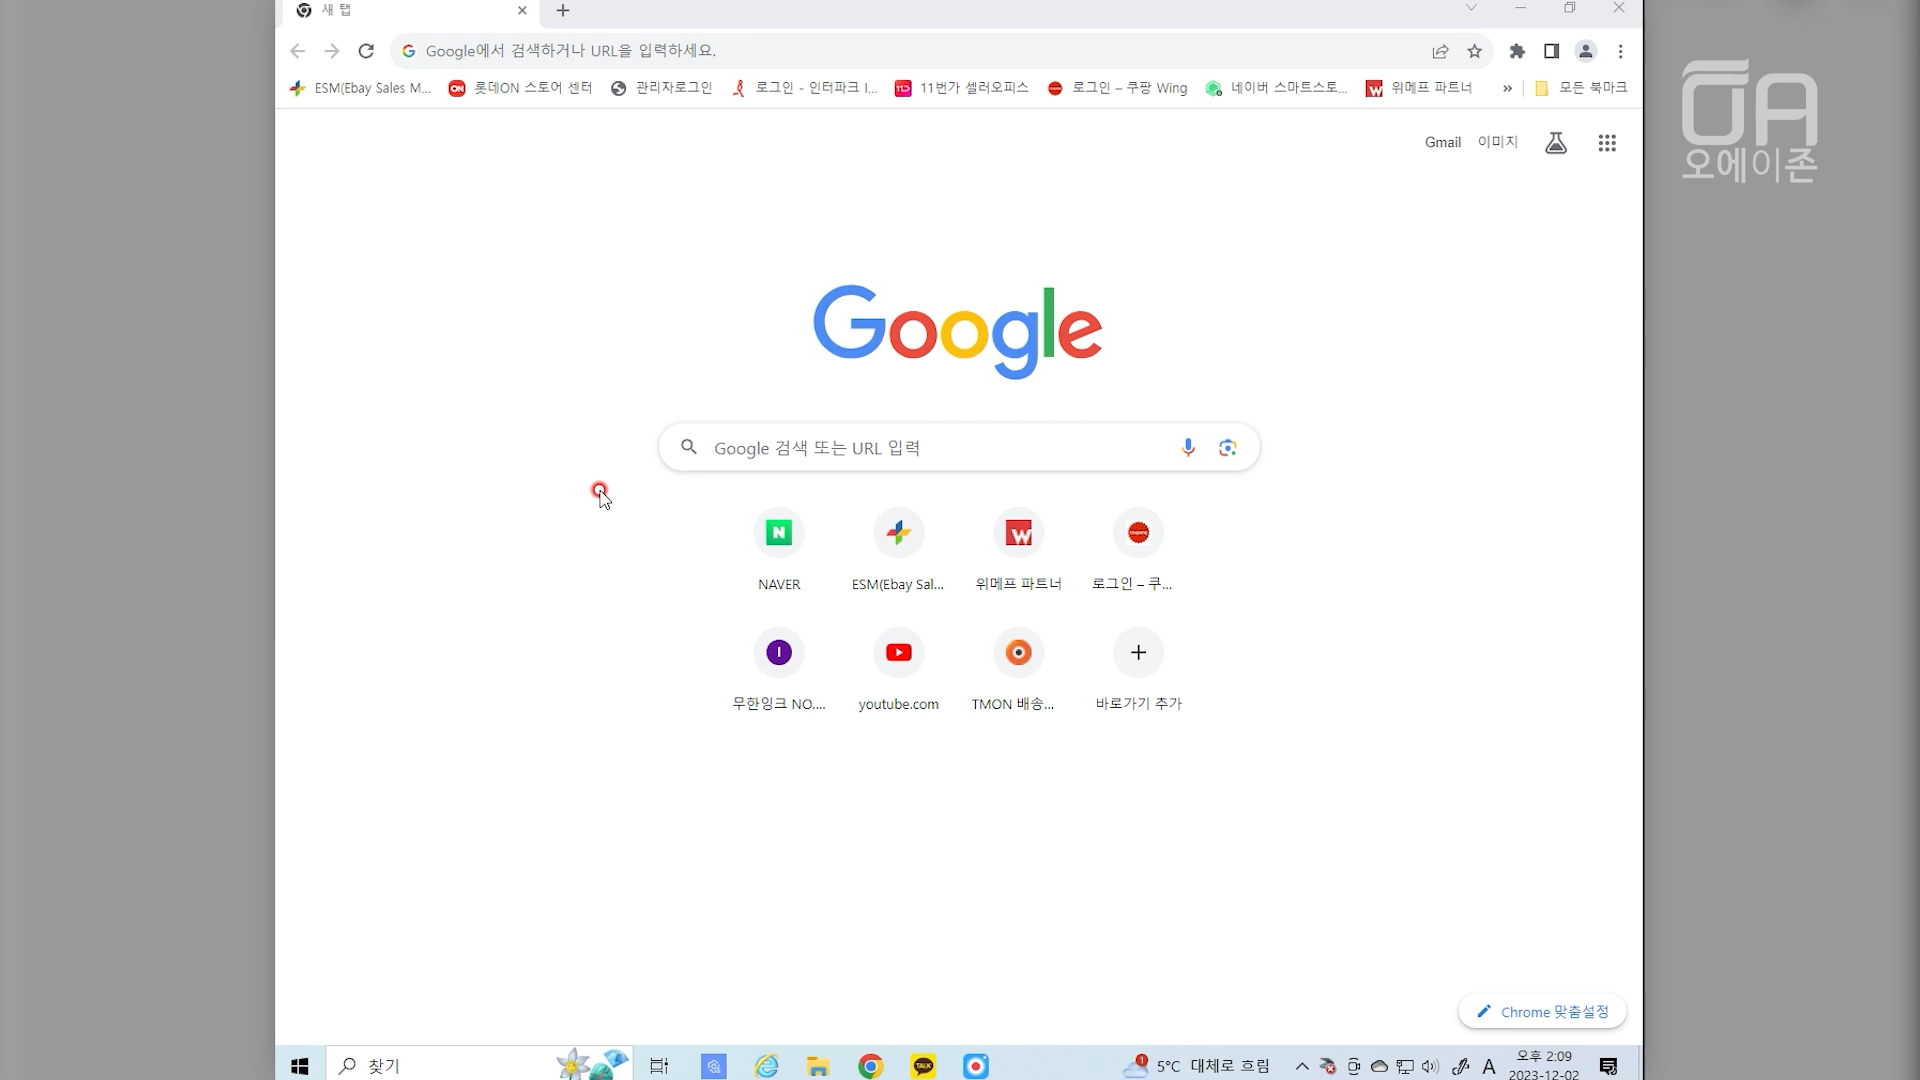 새 탭
Google에서 검색하거나 URL을 입력하세요.
ESM(Ebay Sales M... 롯데ON 스토어 센터 관리자로그인 로그인 - 인터파크 I... 11번가 셀러오피스 로그인 – 쿠팡 Wing 네이버 스마트스토... 위메프 파트너 » 모든 북마크
Gmail 이미지
OA
오에이존
Google
Google 검색 또는 URL 입력
NAVER ESM(Ebay Sal... 위메프 파트너 로그인 – 쿠...
무한잉크 NO.... youtube.com TMON 배송... 바로가기 추가
Chrome 맞춤설정
찾기
5°C 대체로 흐림
A
오후 2:09
2023-12-02